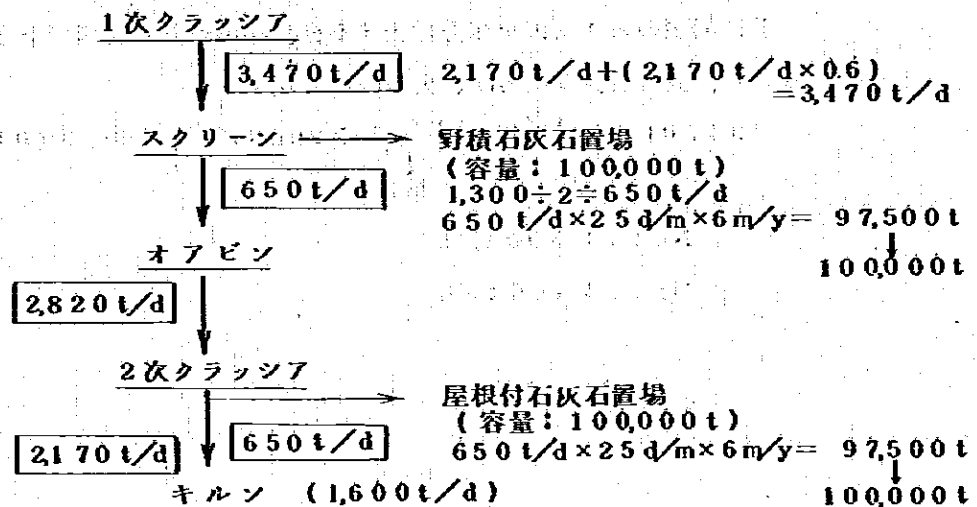 1次クラッシア
3,470t/d 2,170t/d+(2,170t/d×0.6)
=3,470t/d
スクリーン 野積石灰石置場
(容量:100,000t)
650t/d 1,300÷2≒650t/d
650t/d×25d/m×6m/y= 97,500t
オアビン 100,000t
2,820t/d
2次クラッシア
屋根付石灰石置場
(容量:100,000t)
2,170t/d 650t/d 650t/d×25d/m×6m/y= 97,500t
キルン (1,600t/d) 100,000t